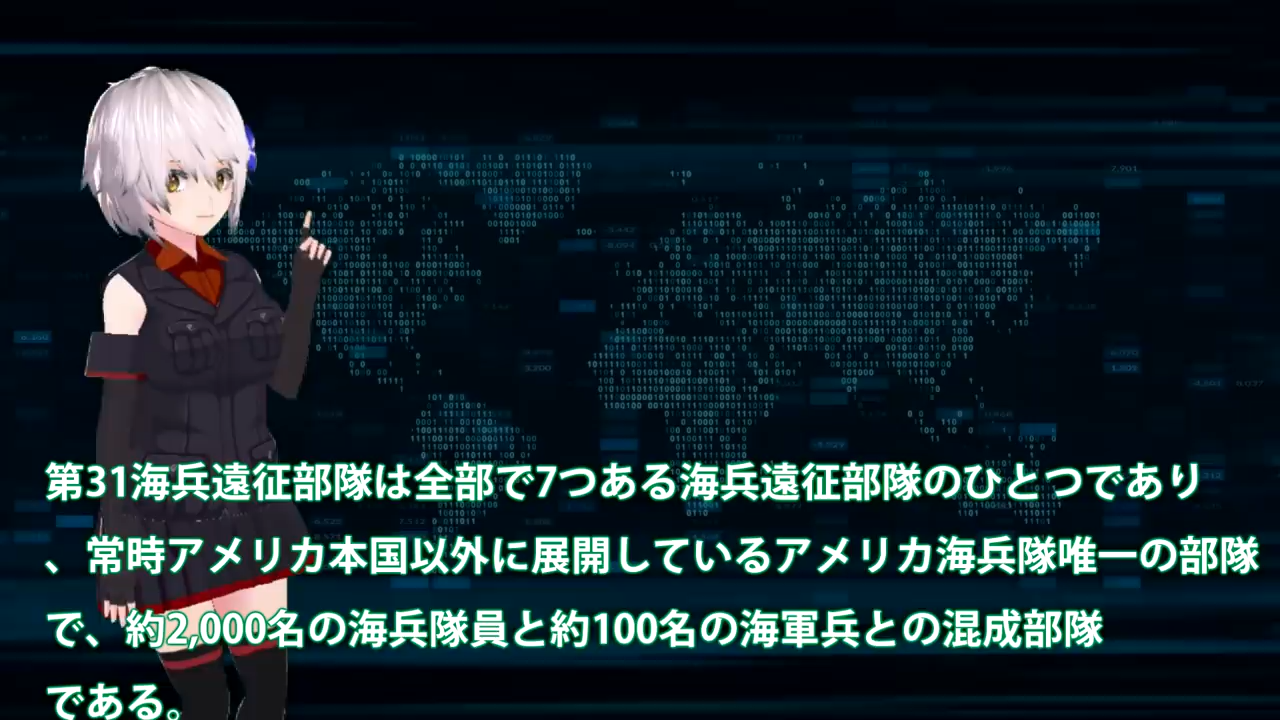 第31海兵遠征部隊は全部で7つある海兵遠征部隊のひとつであり
、常時アメリカ本国以外に展開しているアメリカ海兵隊唯一の部隊
で、約2,000名の海兵隊員と約100名の海軍兵との混成部隊
である。